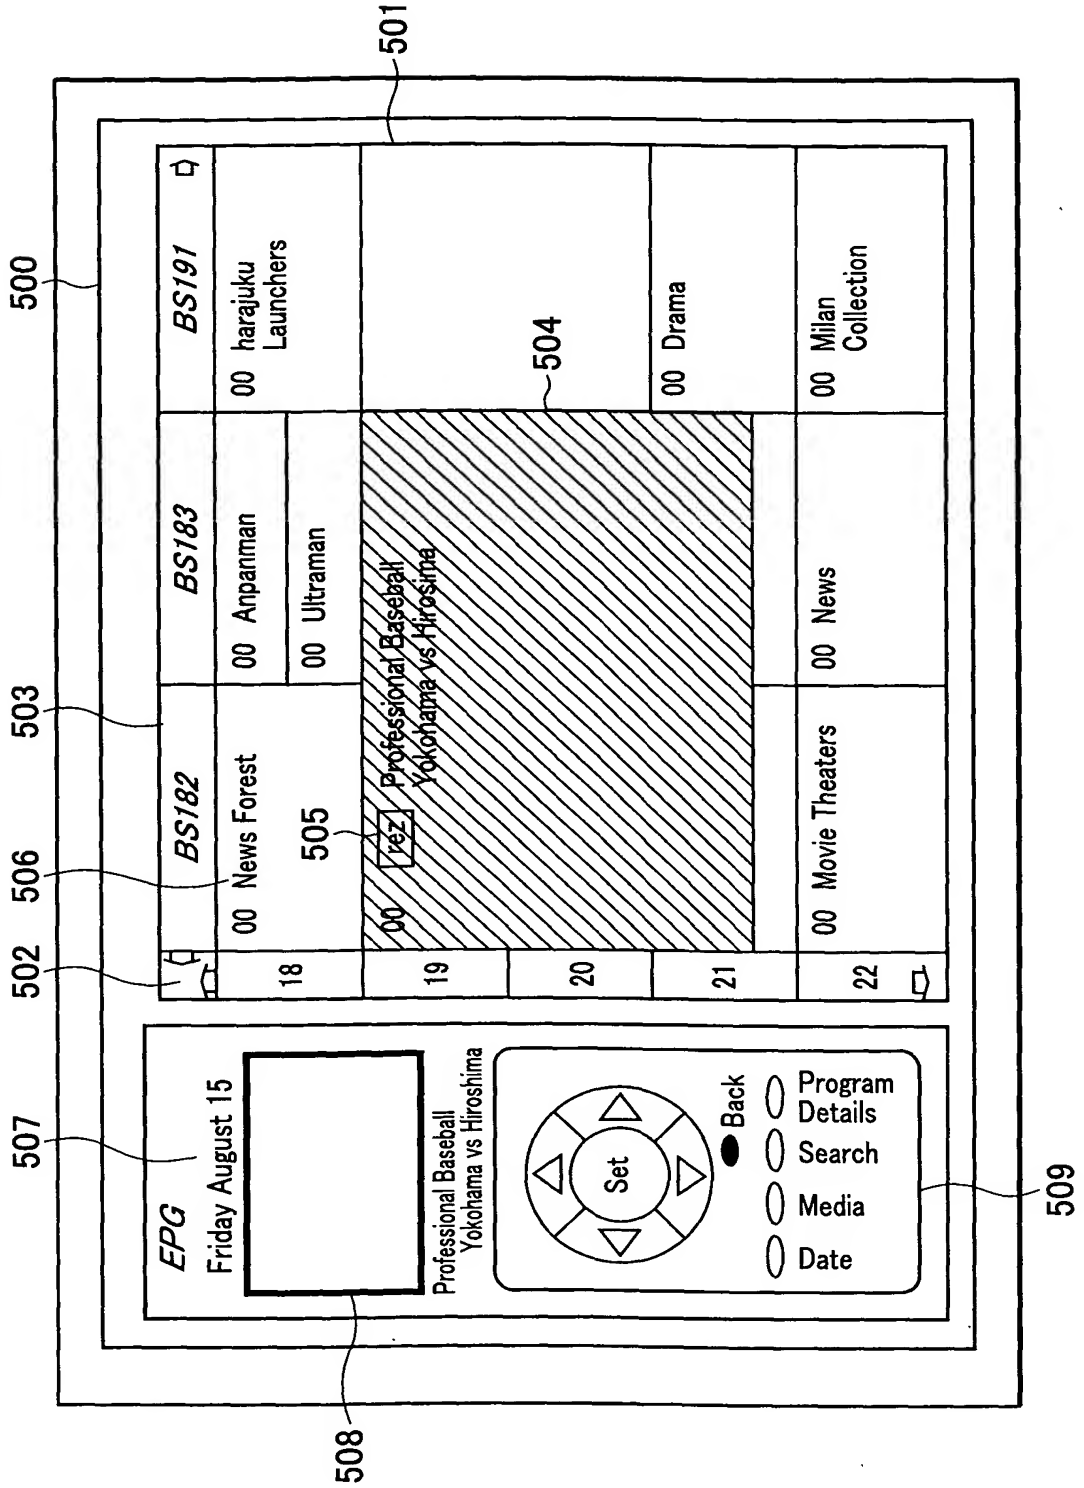 500
501
502
506
503
507
EPG
Friday August 15
Professional Baseball
Yokohama vs Hiroshima
Set
Back
Date
Media
Search
Program
Details
508
509
BS182
BS183
BS191
18
19
20
21
22
00 News Forest
00 Anpanman
00 Ultraman
00 harajuku
Launchers
505
00 rez Professional Baseball
Yokohama vs Hirosima
504
00 Drama
00 Movie Theaters
00 News
00 Milan
Collection